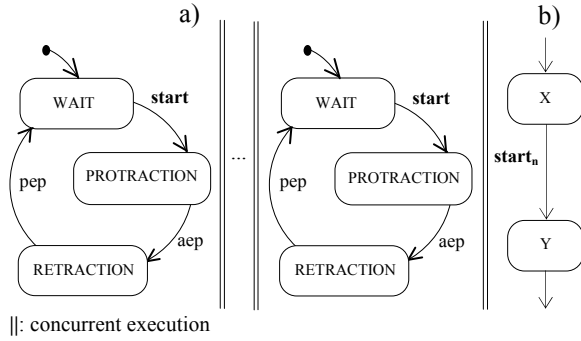 a)
b)
WAIT
start
PROTRACTION
pep
aep
RETRACTION
...
WAIT
start
PROTRACTION
pep
aep
RETRACTION
X
startₙ
Y
||: concurrent execution